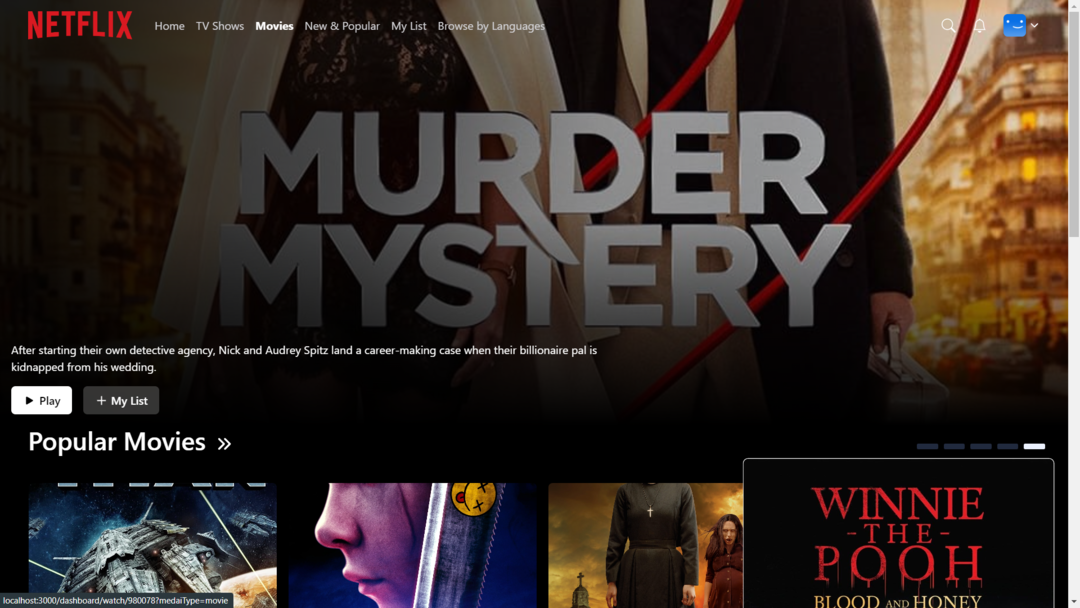 NETFLIX
Home TV Shows Movies New & Popular My List Browse by Languages
MURDER
MYSTERY
After starting their own detective agency, Nick and Audrey Spitz land a career-making case when their billionaire pal is
kidnapped from his wedding.
Play + My List
Popular Movies »
WINNIE
-THE-
POOH
BLOOD AND HONEY
localhost:3000/dashboard/watch/980078?medaiType=movie